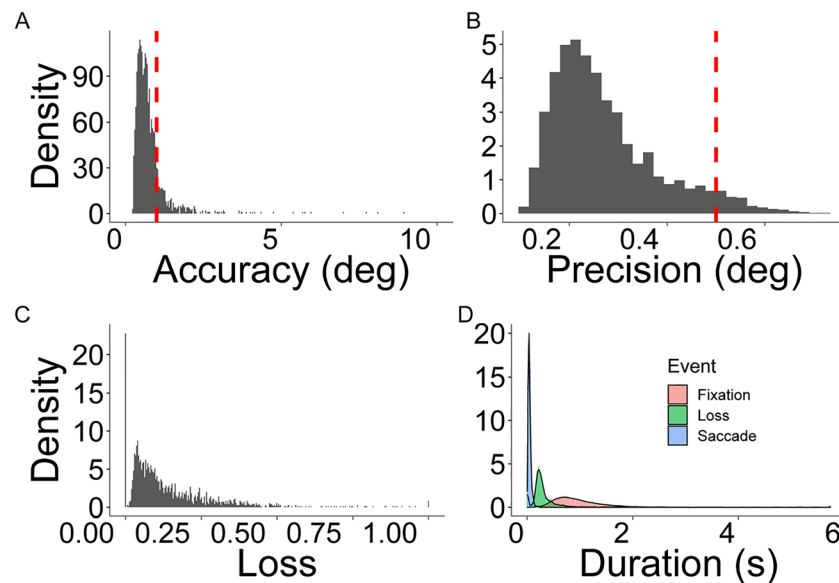 A
Density
90
60
30
0
0
5
10
Accuracy (deg)
B
5
4
3
2
1
0
0.2
0.4
0.6
Precision (deg)
C
Density
20
15
10
5
0
0.00
0.25
0.50
0.75
1.00
Loss
D
20
15
10
5
0
0
2
4
6
Duration (s)
Event
Fixation
Loss
Saccade